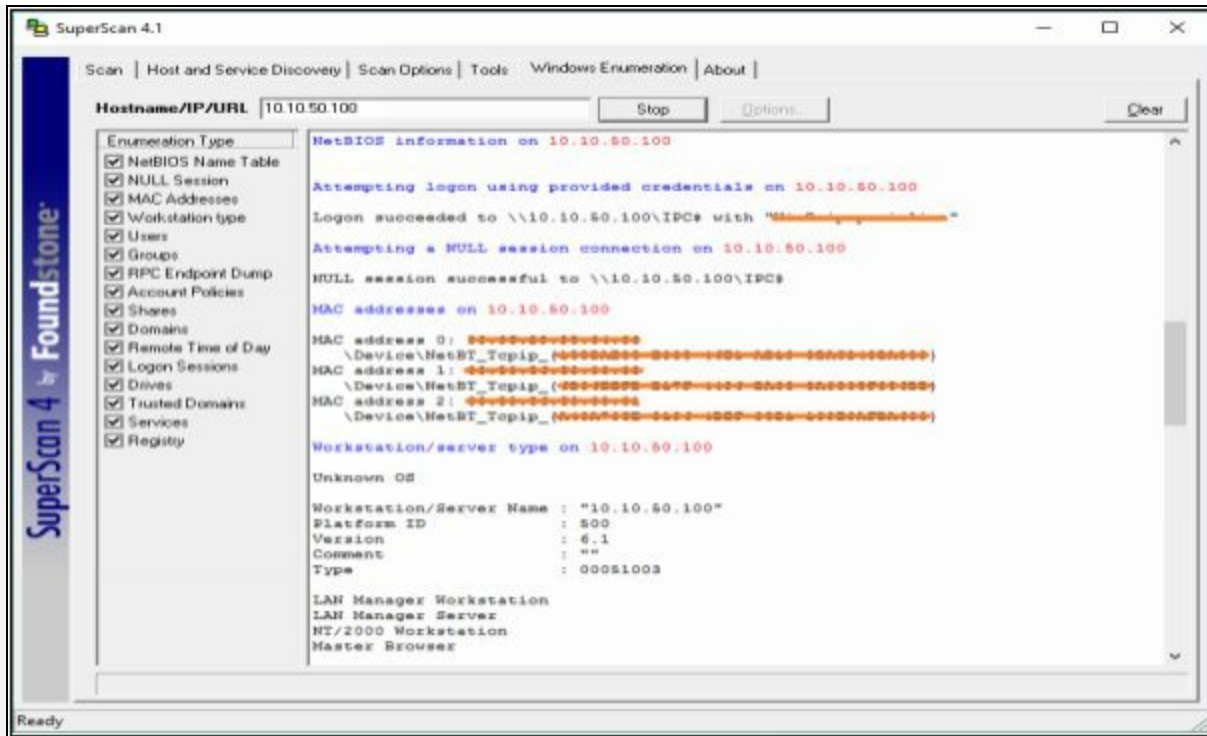 SuperScan 4.1
Scan | Host and Service Discovery | Scan Options | Tools Windows Enumeration | About |
Hostname/IP/URL 10.10.50.100 Stop Options... Clear
SuperScan 4 by Foundstone
Enumeration Type
NetBIOS Name Table
NULL Session
MAC Addresses
Workstation type
Users
Groups
RPC Endpoint Dump
Account Policies
Shares
Domains
Remote Time of Day
Logon Sessions
Drives
Trusted Domains
Services
Registry
NetBIOS information on 10.10.50.100
Attempting logon using provided credentials on 10.10.50.100
Logon succeeded to \\10.10.50.100\IPC$ with " "
Attempting a NULL session connection on 10.10.50.100
NULL session successful to \\10.10.50.100\IPC$
MAC addresses on 10.10.50.100
MAC address 0:
\Device\NetBT_Tcpip_{ }
MAC address 1:
\Device\NetBT_Tcpip_{ }
MAC address 2:
\Device\NetBT_Tcpip_{ }
Workstation/server type on 10.10.50.100
Unknown OS
Workstation/Server Name : "10.10.50.100"
Platform ID : 500
Version : 6.1
Comment : ""
Type : 00051003
LAN Manager Workstation
LAN Manager Server
NT/2000 Workstation
Master Browser
Ready